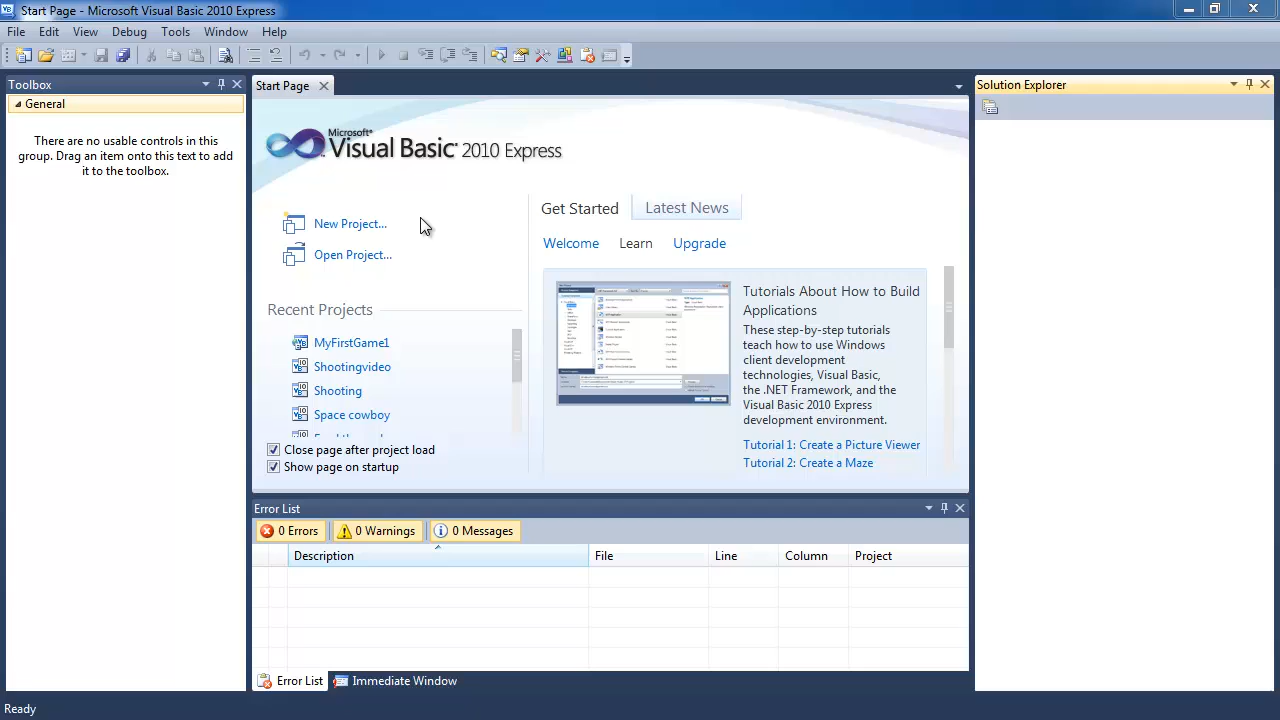 Start Page - Microsoft Visual Basic 2010 Express
File Edit View Debug Tools Window Help
Toolbox
General
There are no usable controls in this
group. Drag an item onto this text to add
it to the toolbox.
Start Page
Microsoft®
Visual Basic® 2010 Express
New Project...
Open Project...
Recent Projects
MyFirstGame1
Shootingvideo
Shooting
Space cowboy
Close page after project load
Show page on startup
Get Started Latest News
Welcome Learn Upgrade
Tutorials About How to Build
Applications
These step-by-step tutorials
teach how to use Windows
client development
technologies, Visual Basic,
the .NET Framework, and the
Visual Basic 2010 Express
development environment.
Tutorial 1: Create a Picture Viewer
Tutorial 2: Create a Maze
Solution Explorer
Error List
0 Errors 0 Warnings 0 Messages
Description File Line Column Project
Error List Immediate Window
Ready